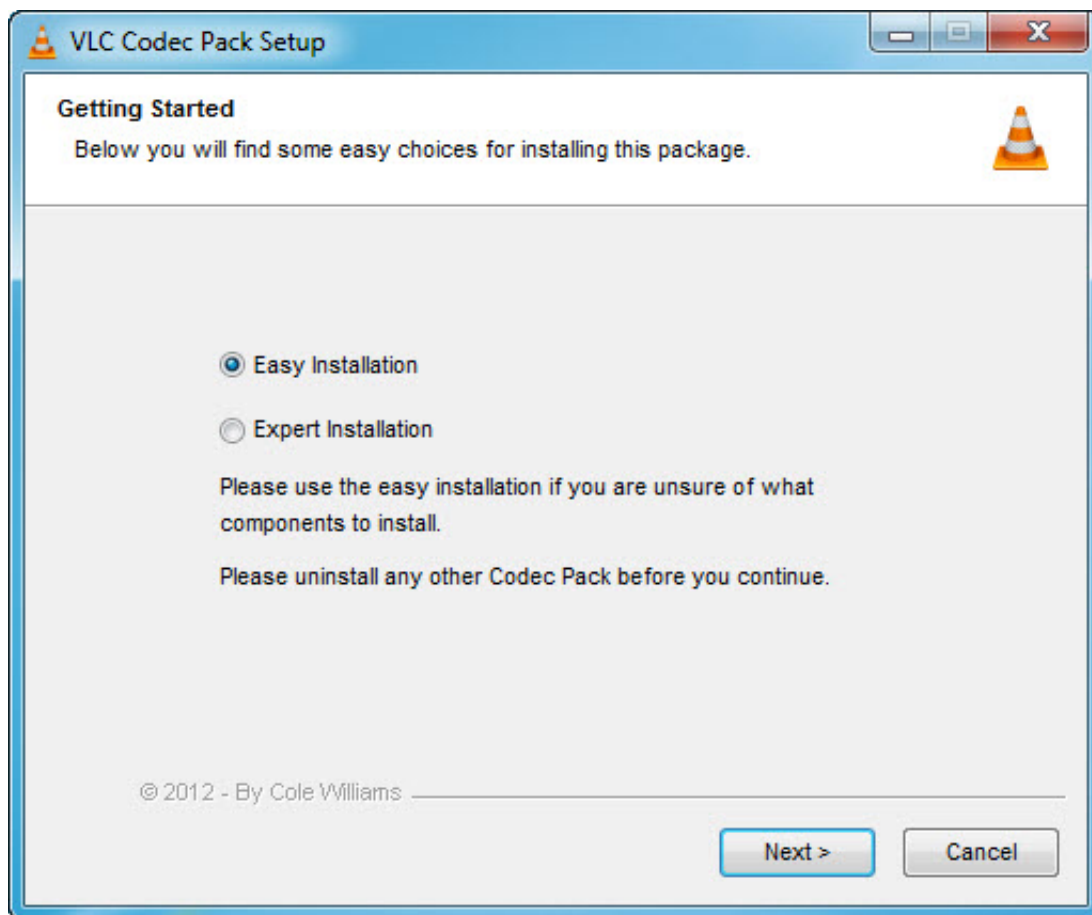 VLC Codec Pack Setup
Getting Started
Below you will find some easy choices for installing this package.
Easy Installation
Expert Installation
Please use the easy installation if you are unsure of what
components to install.
Please uninstall any other Codec Pack before you continue.
© 2012 - By Cole Williams
Next >
Cancel